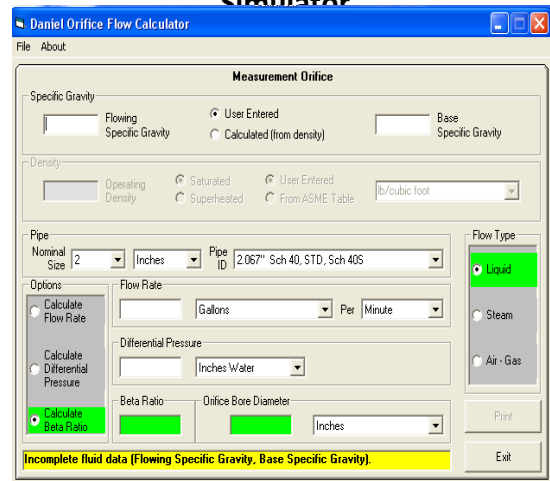 Simulator
Daniel Orifice Flow Calculator
File About
Measurement Orifice
Specific Gravity
Flowing Specific Gravity
User Entered
Calculated (from density)
Base Specific Gravity
Density
Operating Density
Saturated
Superheated
User Entered
From ASME Table
lb/cubic foot
Pipe
Nominal Size
2
Inches
Pipe ID
2.067" Sch 40, STD, Sch 40S
Flow Type
Liquid
Steam
Air - Gas
Options
Calculate Flow Rate
Calculate Differential Pressure
Calculate Beta Ratio
Flow Rate
Gallons
Per
Minute
Differential Pressure
Inches Water
Beta Ratio
Orifice Bore Diameter
Inches
Print
Exit
Incomplete fluid data (Flowing Specific Gravity, Base Specific Gravity).